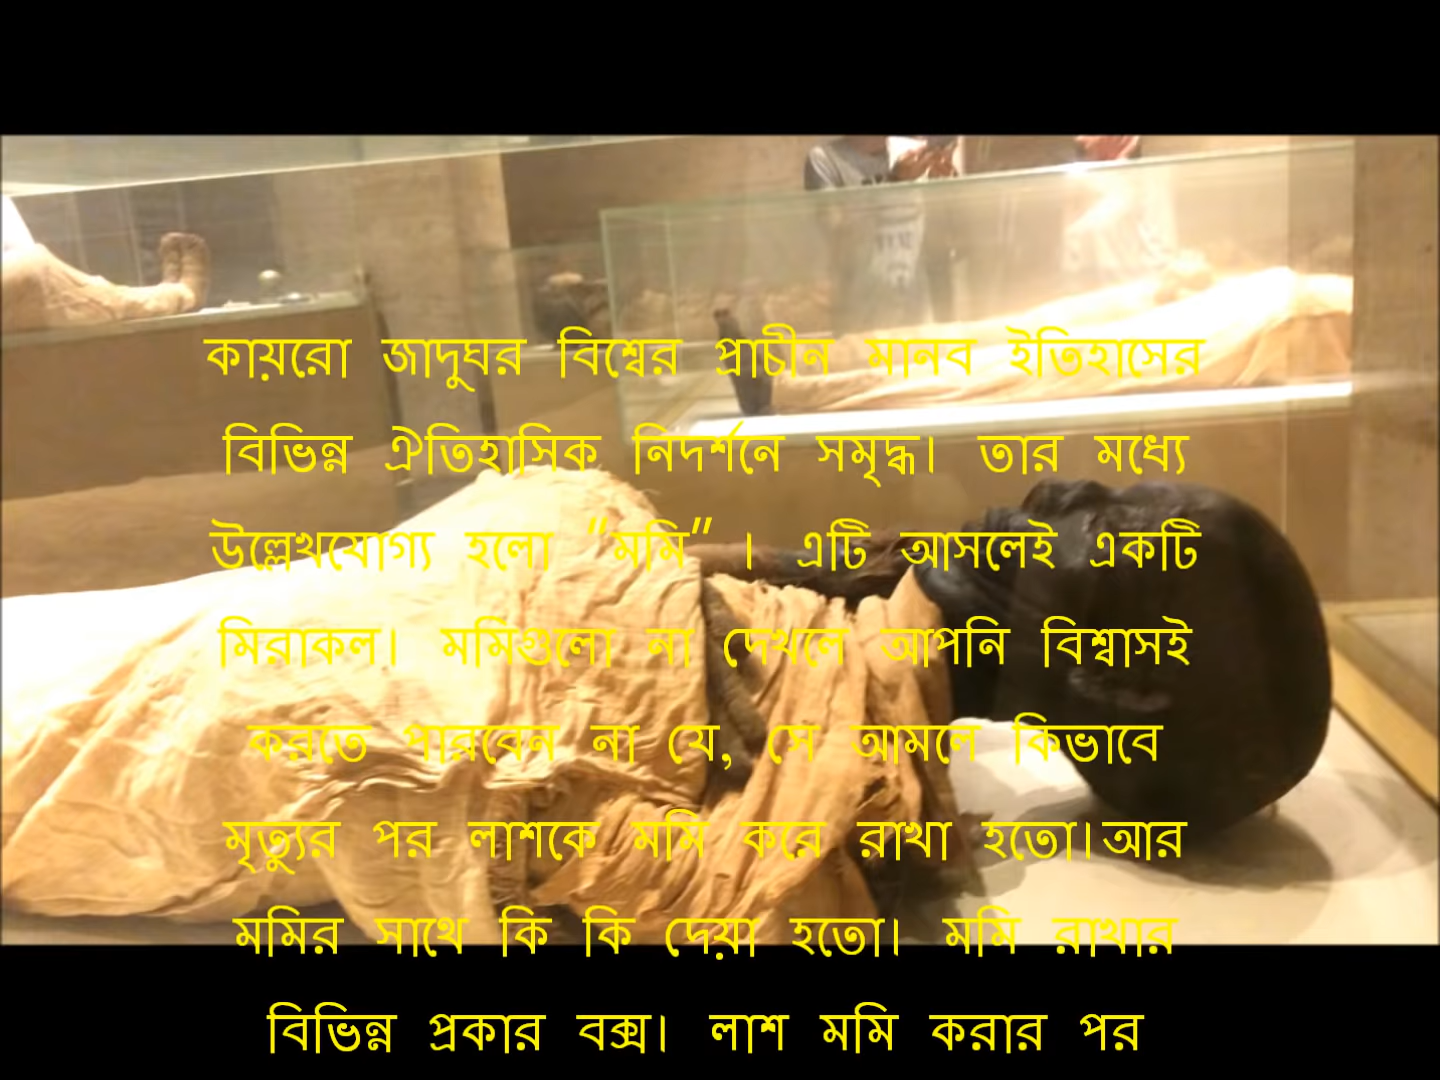 কায়রো জাদুঘর বিশ্বের প্রাচীন মানব ইতিহাসের
বিভিন্ন ঐতিহাসিক নিদর্শনে সমৃদ্ধ। তার মধ্যে
উল্লেখযোগ্য হলো "মমি" । এটি আসলেই একটি
মিরাকল। মমিগুলো না দেখলে আপনি বিশ্বাসই
করতে পারবেন না যে, সে আমলে কিভাবে
মৃত্যুর পর লাশকে মমি করে রাখা হতো।আর
মমির সাথে কি কি দেয়া হতো। মমি রাখার
বিভিন্ন প্রকার বক্স। লাশ মমি করার পর